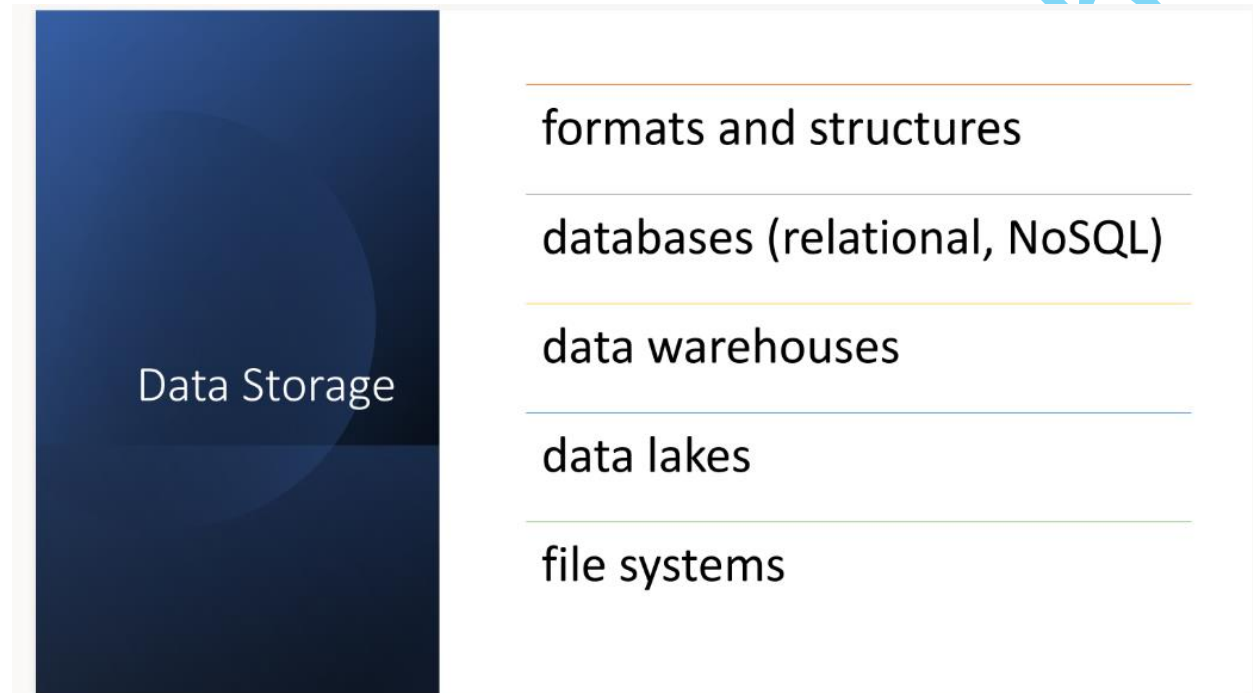 Data Storage
formats and structures
databases (relational, NoSQL)
data warehouses
data lakes
file systems